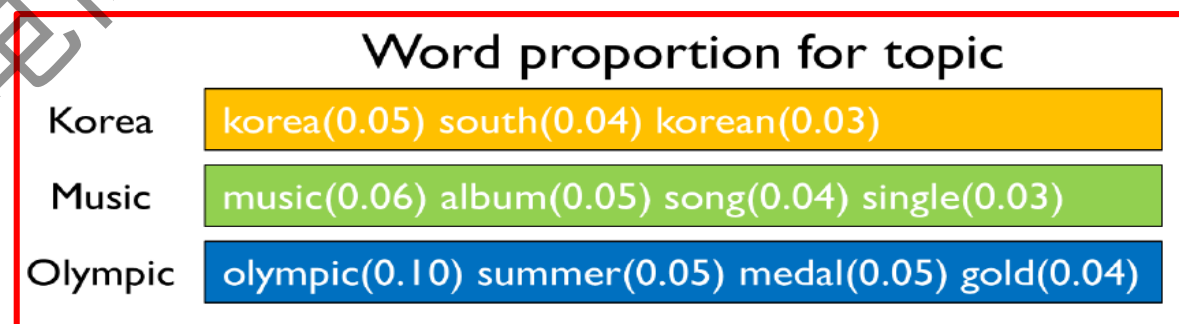 Word proportion for topic
Korea korea(0.05) south(0.04) korean(0.03)
Music music(0.06) album(0.05) song(0.04) single(0.03)
Olympic olympic(0.10) summer(0.05) medal(0.05) gold(0.04)